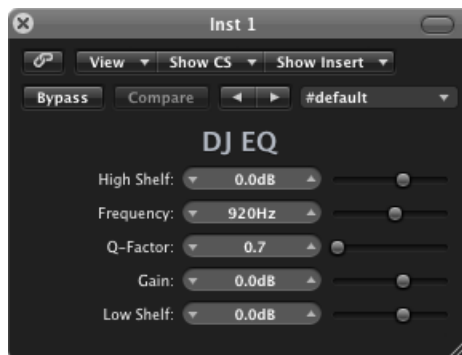 Inst 1
View Show CS Show Insert
Bypass Compare #default
DJ EQ
High Shelf: 0.0dB
Frequency: 920Hz
Q-Factor: 0.7
Gain: 0.0dB
Low Shelf: 0.0dB